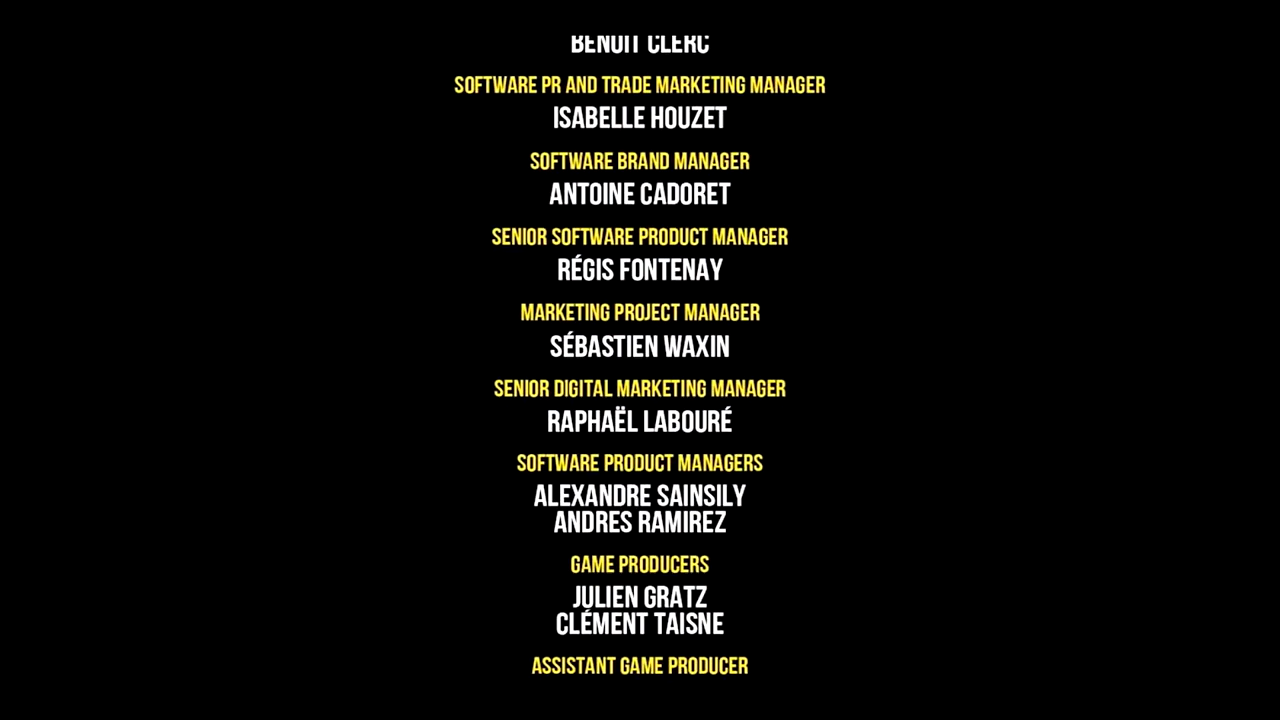 BENOIT CLERC
SOFTWARE PR AND TRADE MARKETING MANAGER
ISABELLE HOUZET
SOFTWARE BRAND MANAGER
ANTOINE CADORET
SENIOR SOFTWARE PRODUCT MANAGER
RÉGIS FONTENAY
MARKETING PROJECT MANAGER
SÉBASTIEN WAXIN
SENIOR DIGITAL MARKETING MANAGER
RAPHAËL LABOURÉ
SOFTWARE PRODUCT MANAGERS
ALEXANDRE SAINSILY
ANDRES RAMIREZ
GAME PRODUCERS
JULIEN GRATZ
CLÉMENT TAISNE
ASSISTANT GAME PRODUCER